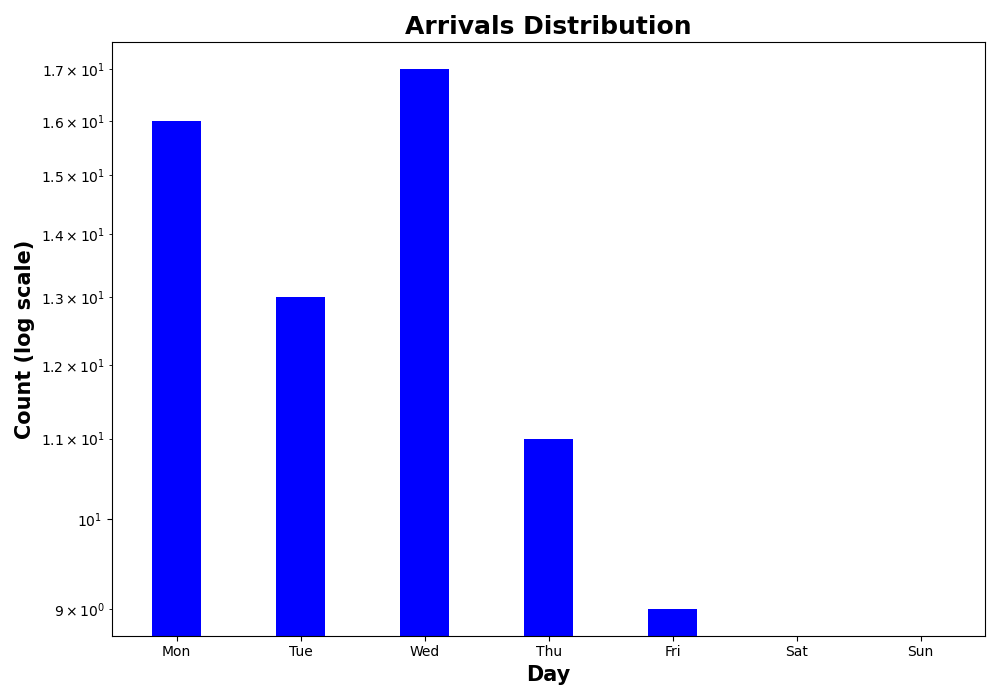 Arrivals Distribution
Count (log scale)
1.7 × 10¹
1.6 × 10¹
1.5 × 10¹
1.4 × 10¹
1.3 × 10¹
1.2 × 10¹
1.1 × 10¹
10¹
9 × 10⁰
Mon Tue Wed Thu Fri Sat Sun
Day